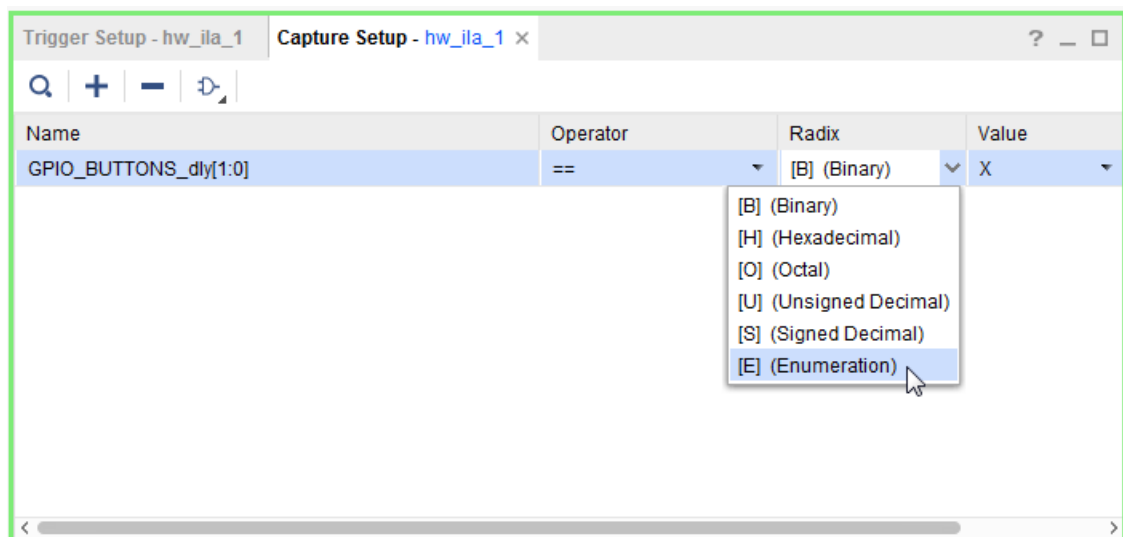 Trigger Setup - hw_ila_1 Capture Setup - hw_ila_1 × ? _ □
Name Operator Radix Value
GPIO_BUTTONS_dly[1:0] == [B] (Binary) X
[B] (Binary)
[H] (Hexadecimal)
[O] (Octal)
[U] (Unsigned Decimal)
[S] (Signed Decimal)
[E] (Enumeration)